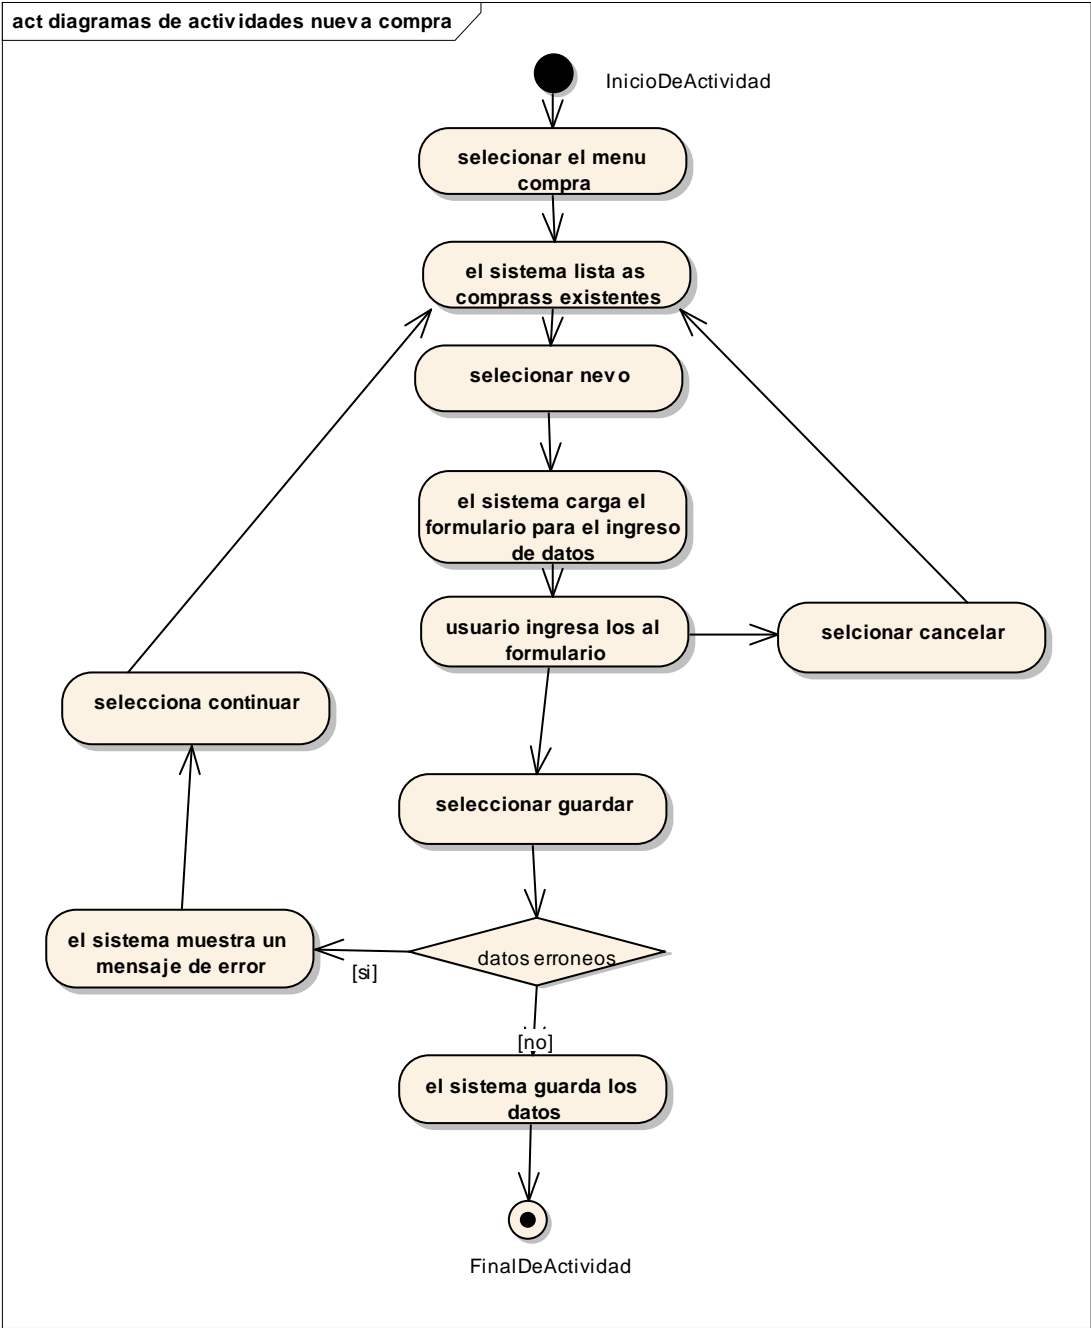 act diagramas de actividades nueva compra
InicioDeActividad
selecionar el menu
compra
el sistema lista as
comprass existentes
selecionar nevo
el sistema carga el
formulario para el ingreso
de datos
usuario ingresa los al
formulario
selcionar cancelar
selecciona continuar
seleccionar guardar
el sistema muestra un
mensaje de error
datos erroneos
[si]
[no]
el sistema guarda los
datos
FinalDeActividad